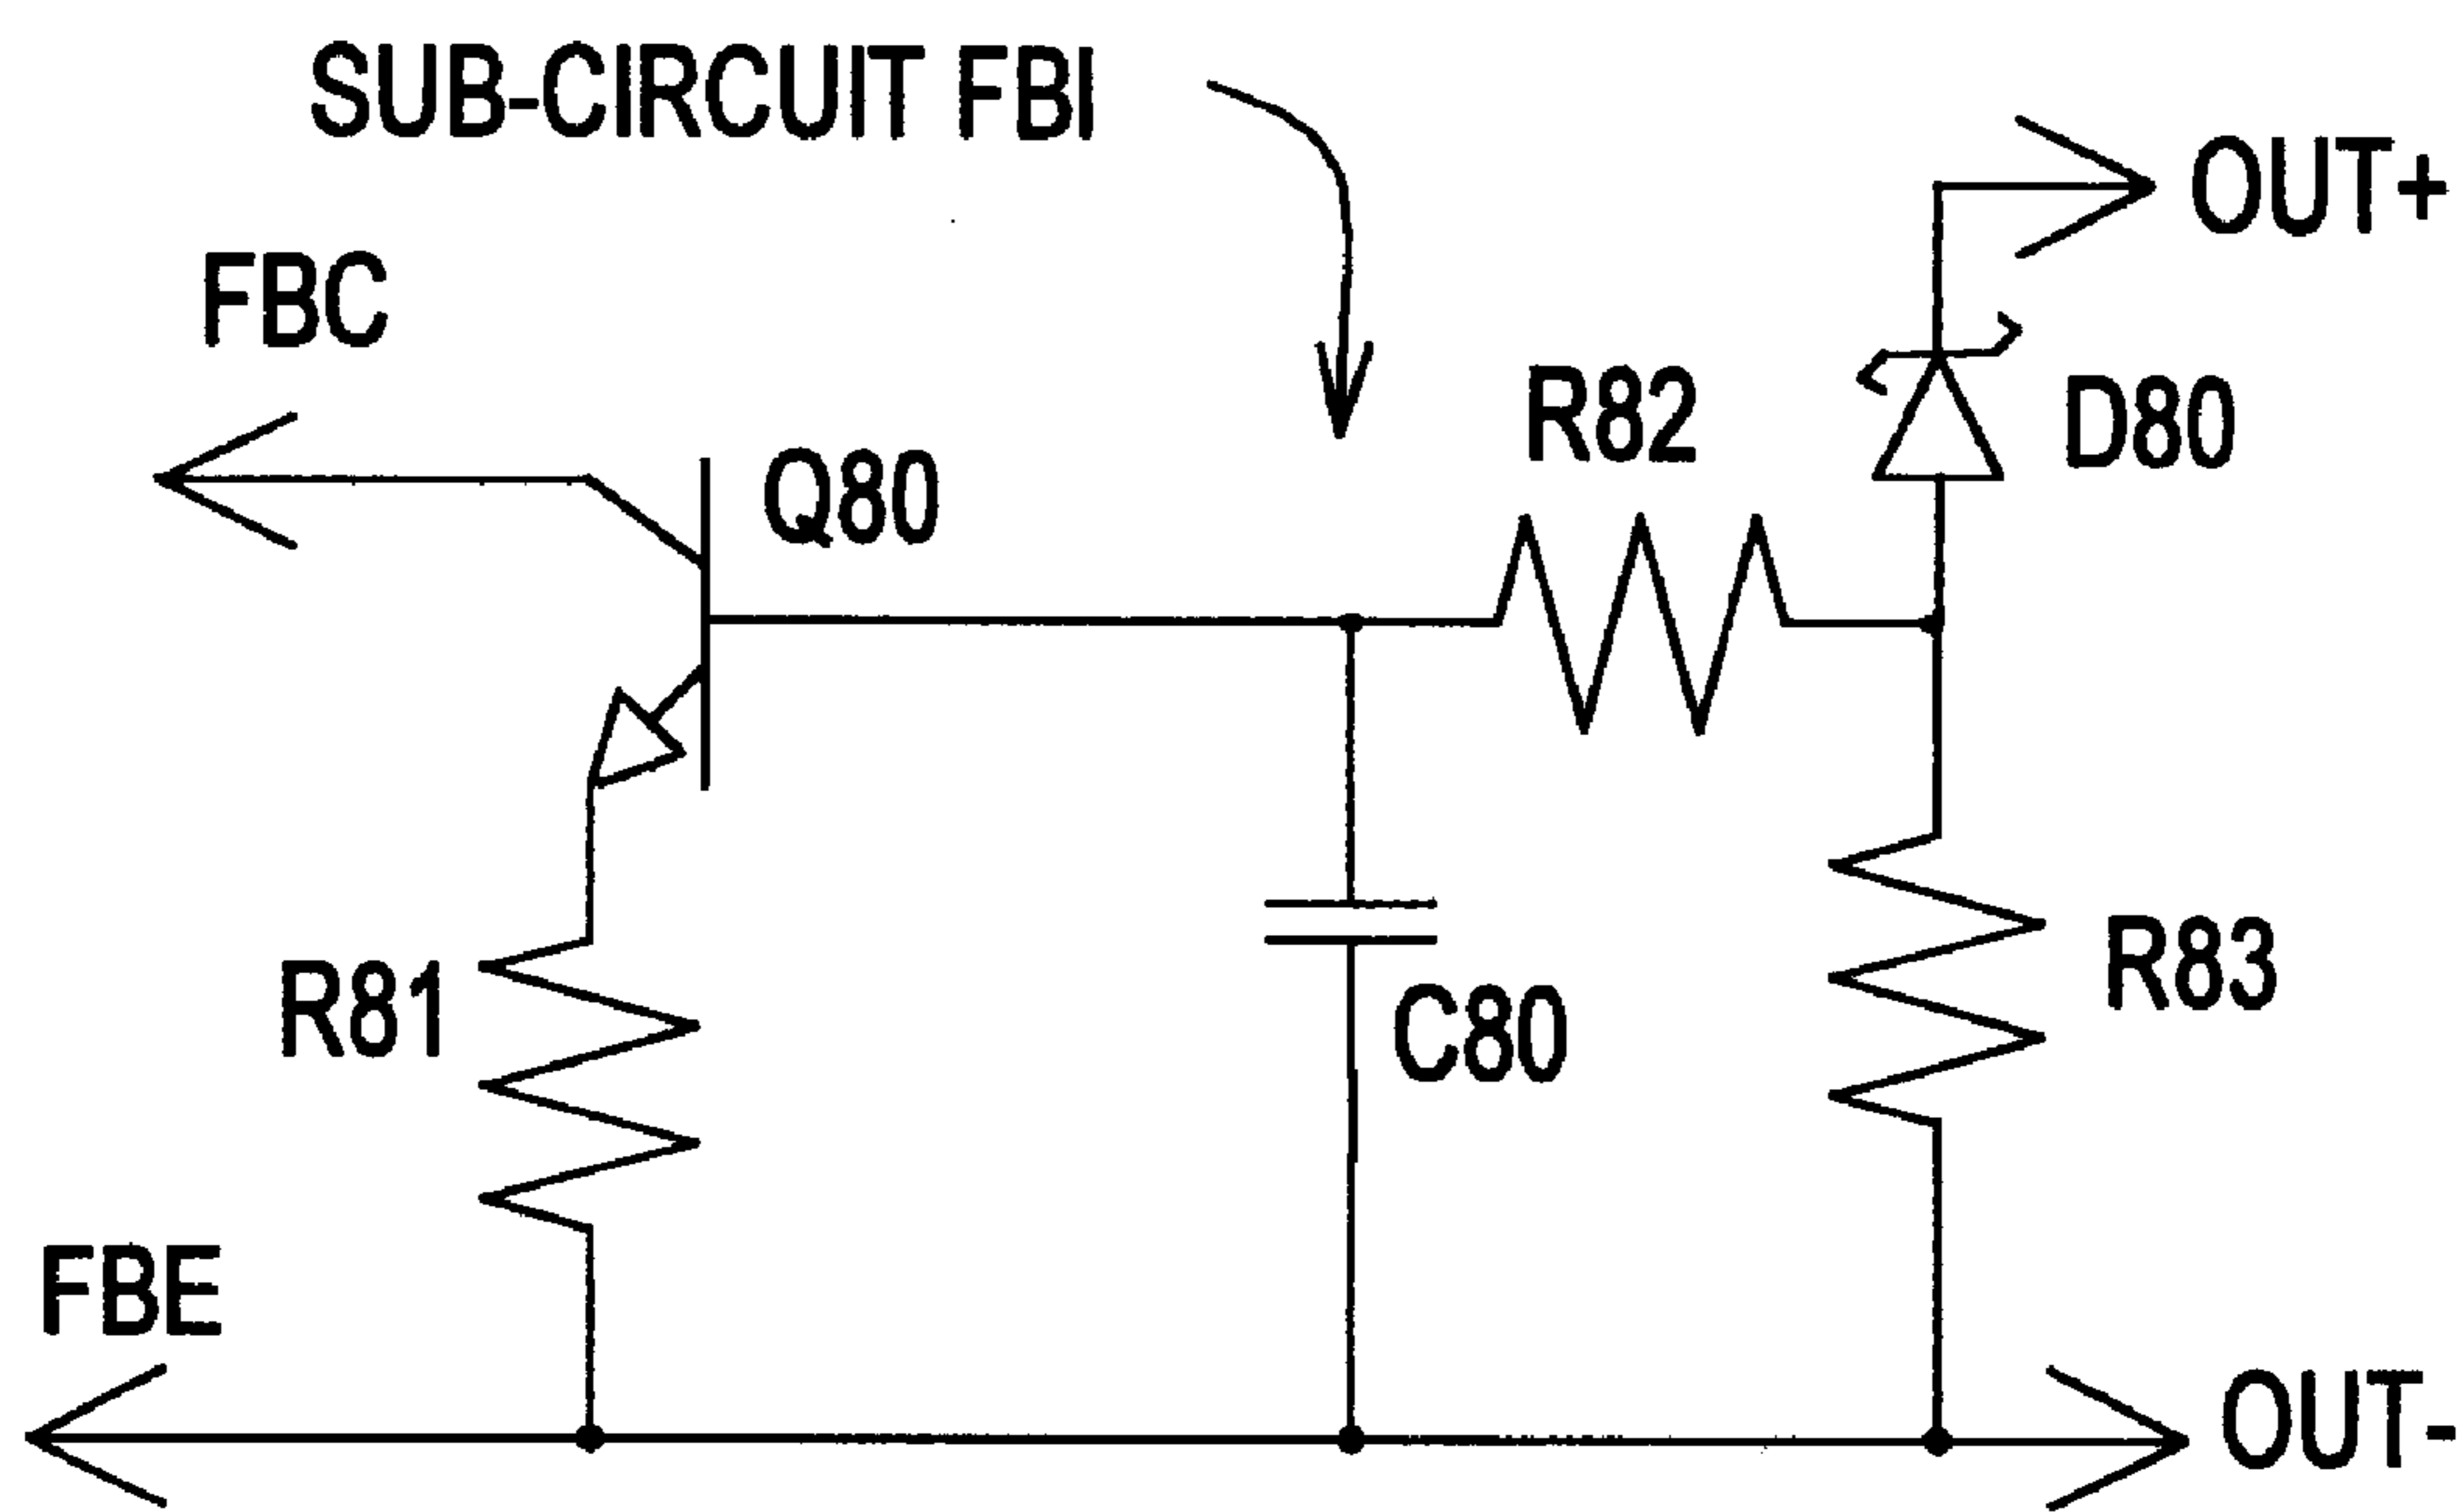 SUB-CIRCUIT FBI
OUT+
FBC
R82
D80
Q80
R83
R81
C80
FBE
OUT-